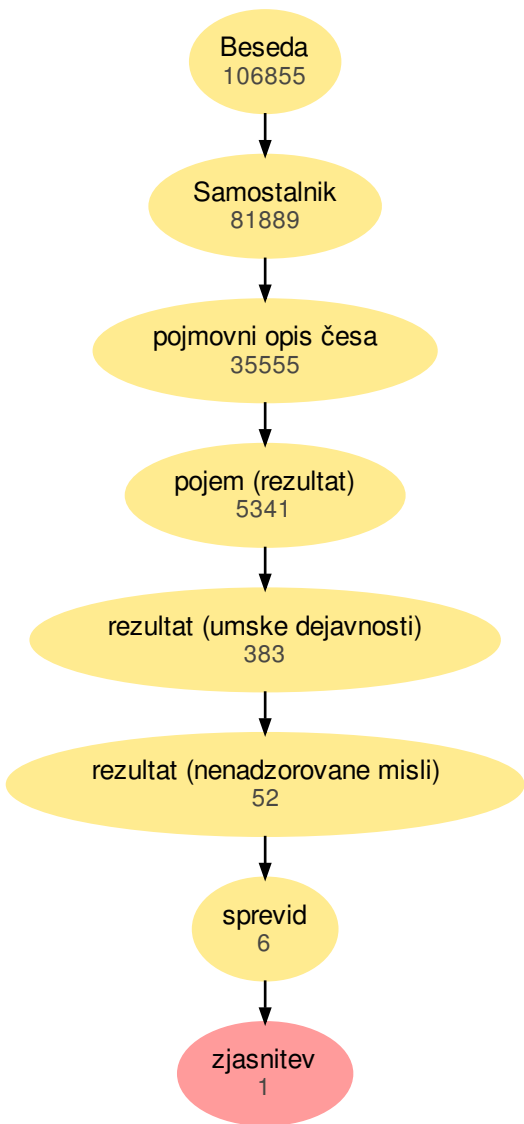 Beseda
106855
Samostalnik
81889
pojmovni opis česa
35555
pojem (rezultat)
5341
rezultat (umske dejavnosti)
383
rezultat (nenadzorovane misli)
52
sprevid
6
zjasnitev
1